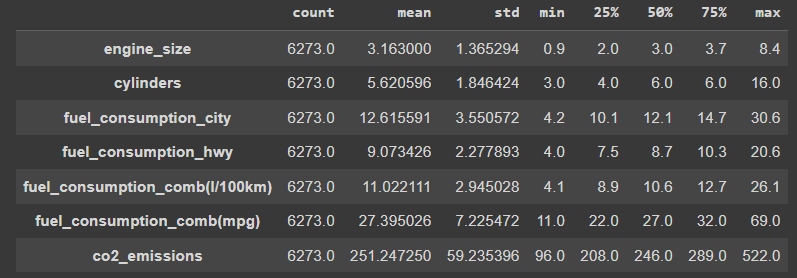 count mean std min 25% 50% 75% max
engine_size 6273.0 3.163000 1.365294 0.9 2.0 3.0 3.7 8.4
cylinders 6273.0 5.620596 1.846424 3.0 4.0 6.0 6.0 16.0
fuel_consumption_city 6273.0 12.615591 3.550572 4.2 10.1 12.1 14.7 30.6
fuel_consumption_hwy 6273.0 9.073426 2.277893 4.0 7.5 8.7 10.3 20.6
fuel_consumption_comb(l/100km) 6273.0 11.022111 2.945028 4.1 8.9 10.6 12.7 26.1
fuel_consumption_comb(mpg) 6273.0 27.395026 7.225472 11.0 22.0 27.0 32.0 69.0
co2_emissions 6273.0 251.247250 59.235396 96.0 208.0 246.0 289.0 522.0